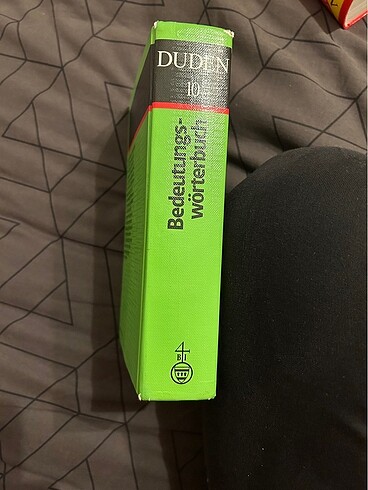 DUDEN
10
Bedeutungs-
wörterbuch
B I